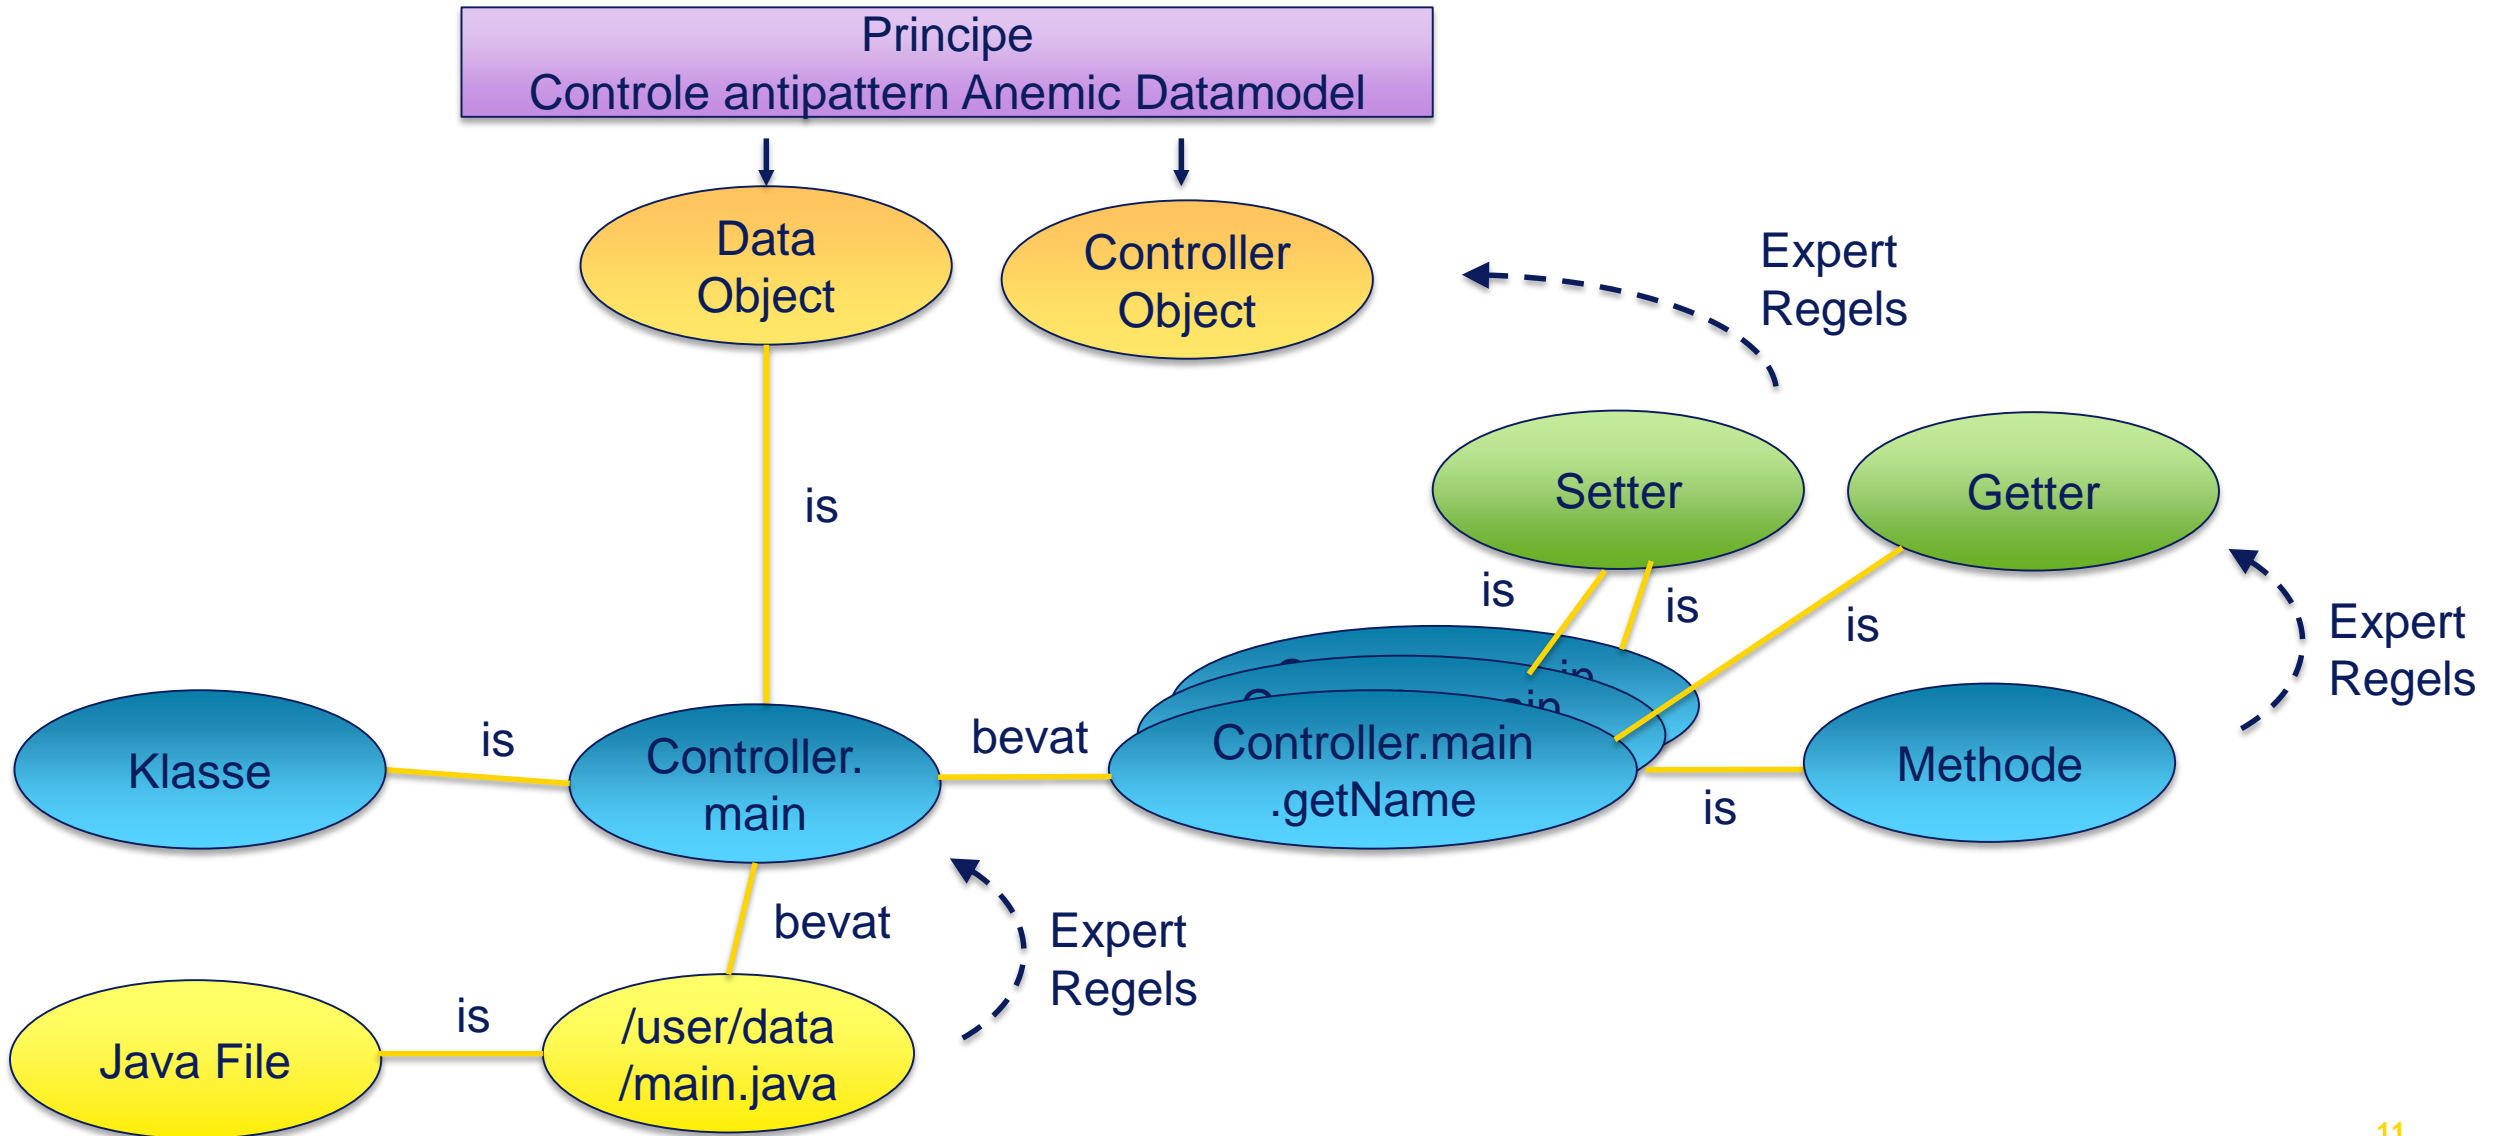 Principe
Controle antipattern Anemic Datamodel
Data
Object
Controller
Object
Expert
Regels
Setter
Getter
is
is
is
is
Expert
Regels
Klasse
is
Controller.
main
bevat
Controller.main
.getName
is
Methode
bevat
Expert
Regels
Java File
is
/user/data
/main.java
11